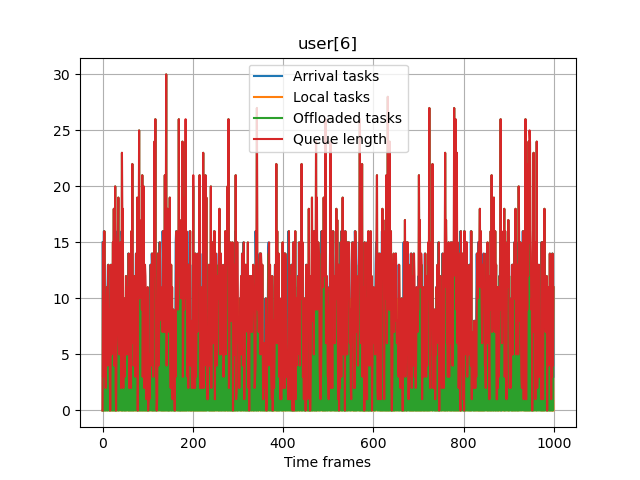 user[6]
Arrival tasks
Local tasks
Offloaded tasks
Queue length
30
25
20
15
10
5
0
0 200 400 600 800 1000
Time frames